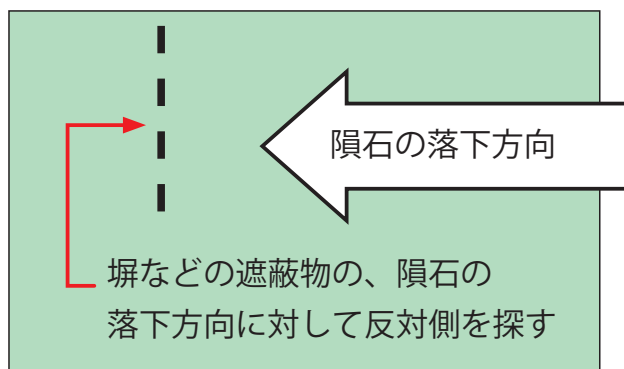 隕石の落下方向
塀などの遮蔽物の、隕石の
落下方向に対して反対側を探す